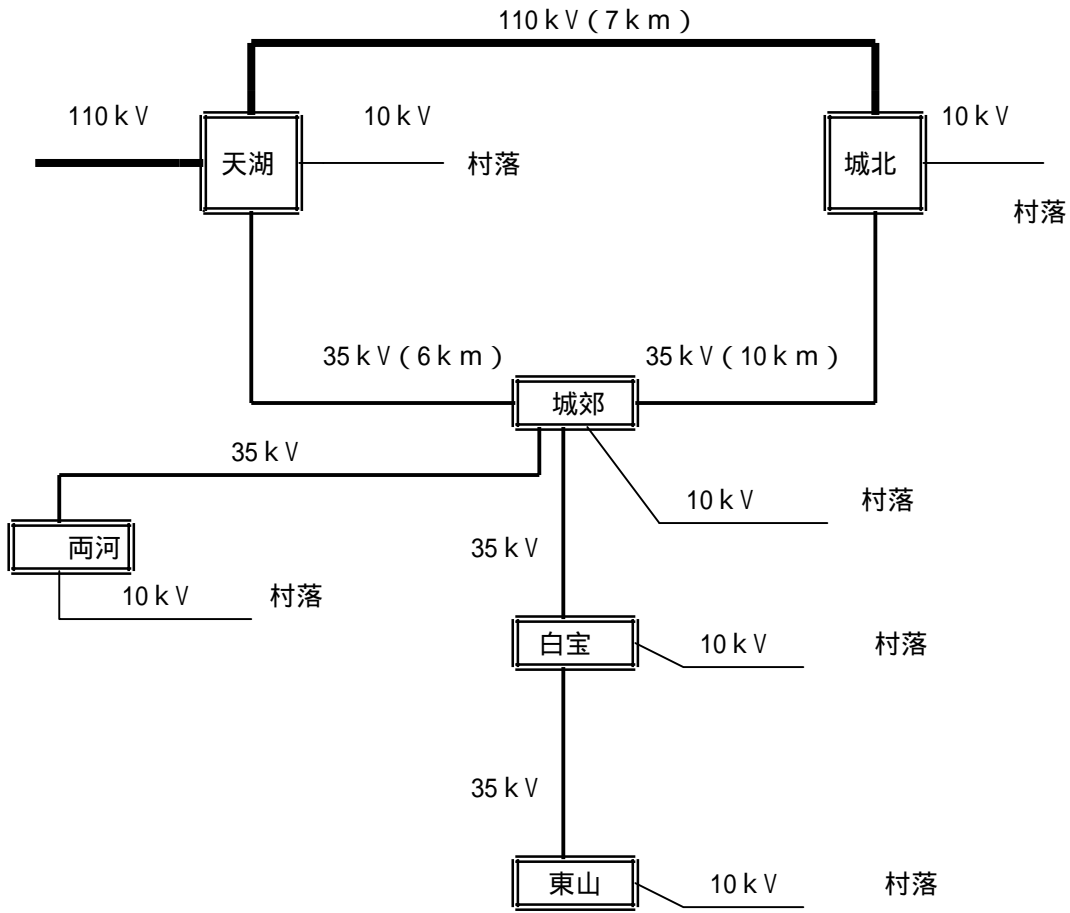 110kV(7km)
110kV
10kV
10kV
天湖
村落
城北
村落
35kV(6km)
35kV(10km)
城郊
35kV
10kV
村落
両河
35kV
10kV
村落
白宝
10kV
村落
35kV
東山
10kV
村落